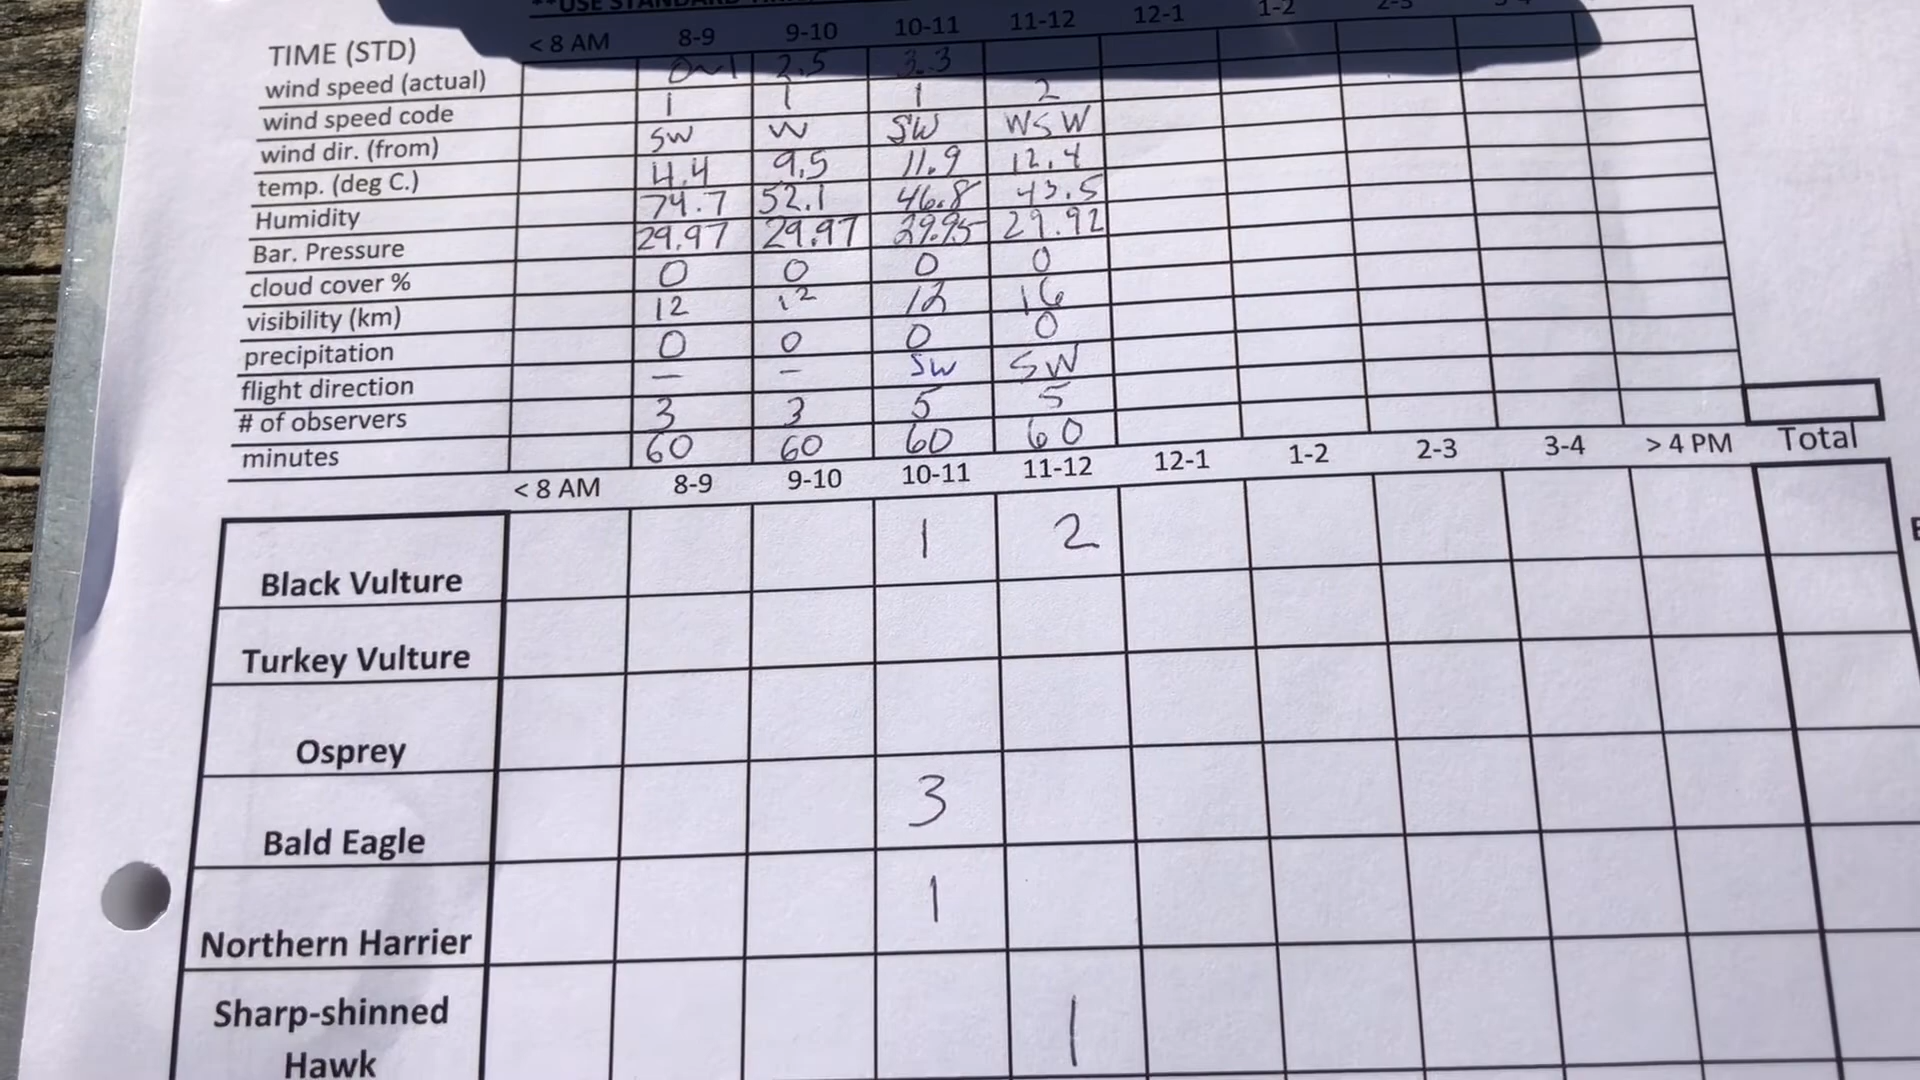 **USE STANDARD
TIME (STD) < 8 AM 8-9 9-10 10-11 11-12 12-1 1-2 2-3 3-4
wind speed (actual) 0-1 2.5 3.3
wind speed code 1 1 1 2
wind dir. (from) SW W SW WSW
temp. (deg C.) 4.4 9.5 11.9 12.4
Humidity 74.7 52.1 46.8 43.5
Bar. Pressure 29.97 29.97 29.95 29.92
cloud cover % 0 0 0 0
visibility (km) 12 12 12 16
precipitation 0 0 0 0
flight direction — — SW SW
# of observers 3 3 5 5
minutes 60 60 60 60
< 8 AM 8-9 9-10 10-11 11-12 12-1 1-2 2-3 3-4 > 4 PM Total
Black Vulture 1 2
Turkey Vulture
Osprey
Bald Eagle 3
Northern Harrier 1
Sharp-shinned
Hawk 1